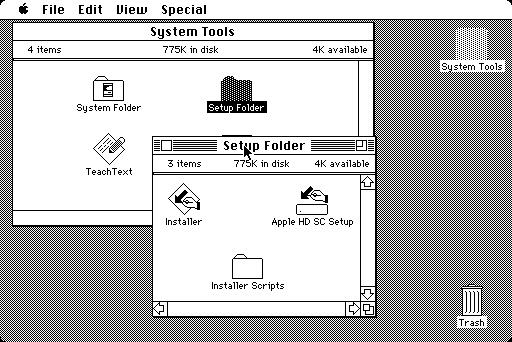 File Edit View Special
System Tools
4 items 775K in disk 4K available
System Folder
Setup Folder
TeachText
System Tools
Setup Folder
3 items 775K in disk 4K available
Installer
Apple HD SC Setup
Installer Scripts
Trash